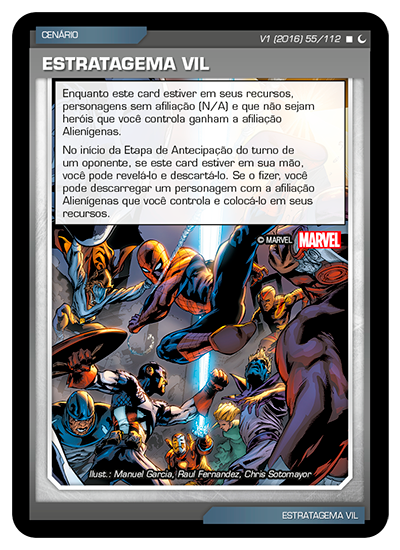 CENÁRIO
V1 (2016) 55/112
ESTRATAGEMA VIL
Enquanto este card estiver em seus recursos,
personagens sem afiliação (N/A) e que não sejam
heróis que você controla ganham a afiliação
Alienígenas.
No início da Etapa de Antecipação do turno de
um oponente, se este card estiver em sua mão,
você pode revelá-lo e descartá-lo. Se o fizer, você
pode descarregar um personagem com a afiliação
Alienígenas que você controla e colocá-lo em seus
recursos.
© MARVEL MARVEL
Ilust.: Manuel Garcia, Raul Fernandez, Chris Sotomayor
ESTRATAGEMA VIL